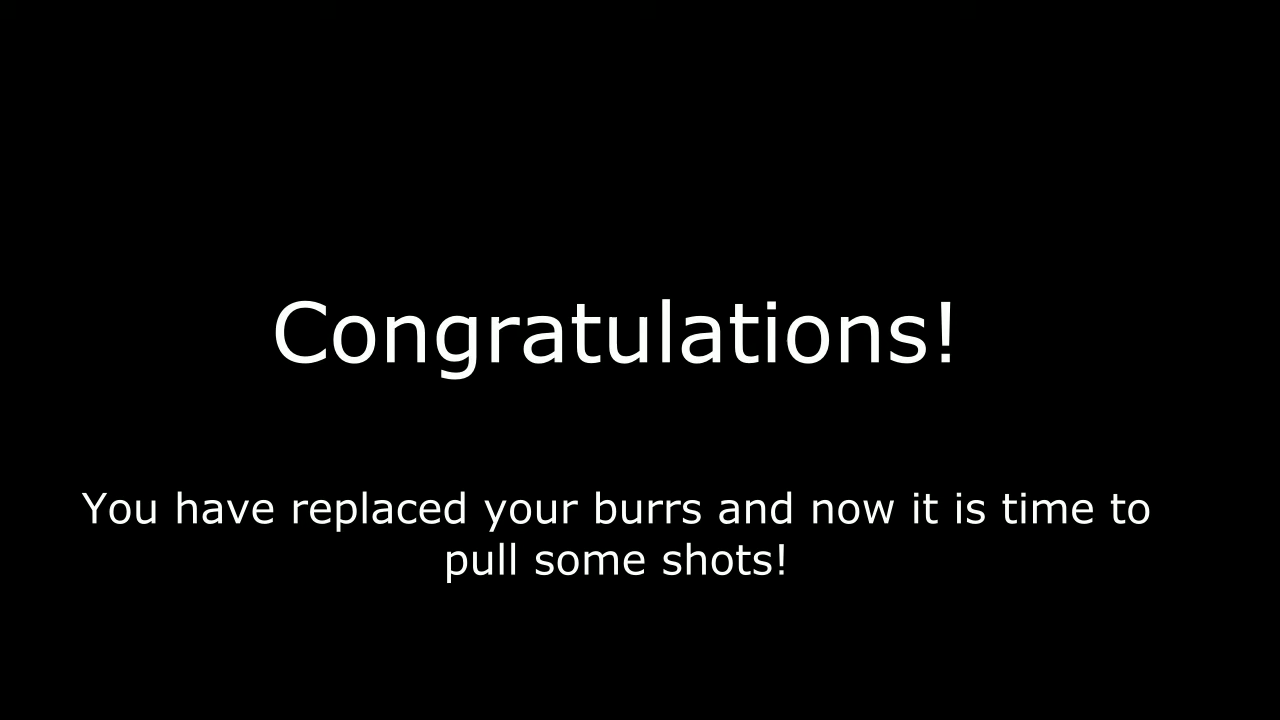 Congratulations!
You have replaced your burrs and now it is time to
pull some shots!